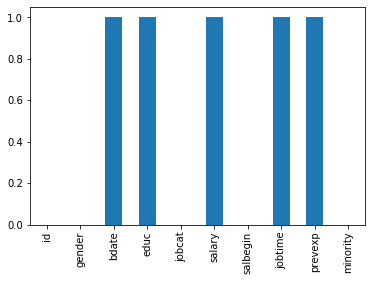 1.0
0.8
0.6
0.4
0.2
0.0
id
gender
bdate
educ
jobcat
salary
salbegin
jobtime
prevexp
minority